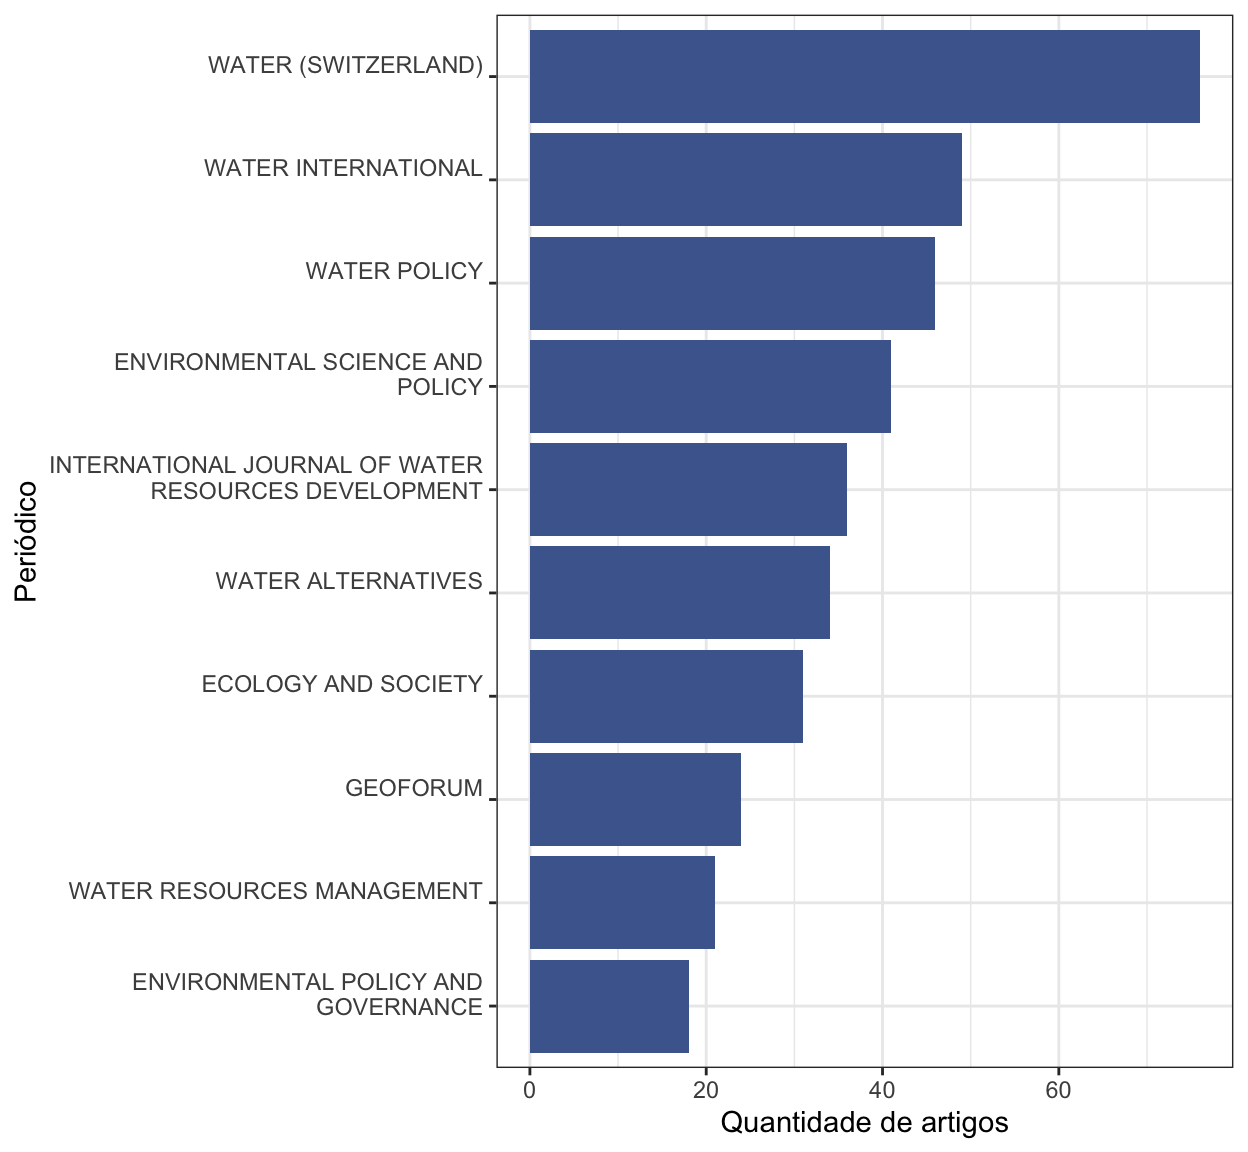 WATER (SWITZERLAND)
WATER INTERNATIONAL
WATER POLICY
ENVIRONMENTAL SCIENCE AND
POLICY
INTERNATIONAL JOURNAL OF WATER
RESOURCES DEVELOPMENT
WATER ALTERNATIVES
ECOLOGY AND SOCIETY
GEOFORUM
WATER RESOURCES MANAGEMENT
ENVIRONMENTAL POLICY AND
GOVERNANCE
Periódico
0 20 40 60
Quantidade de artigos